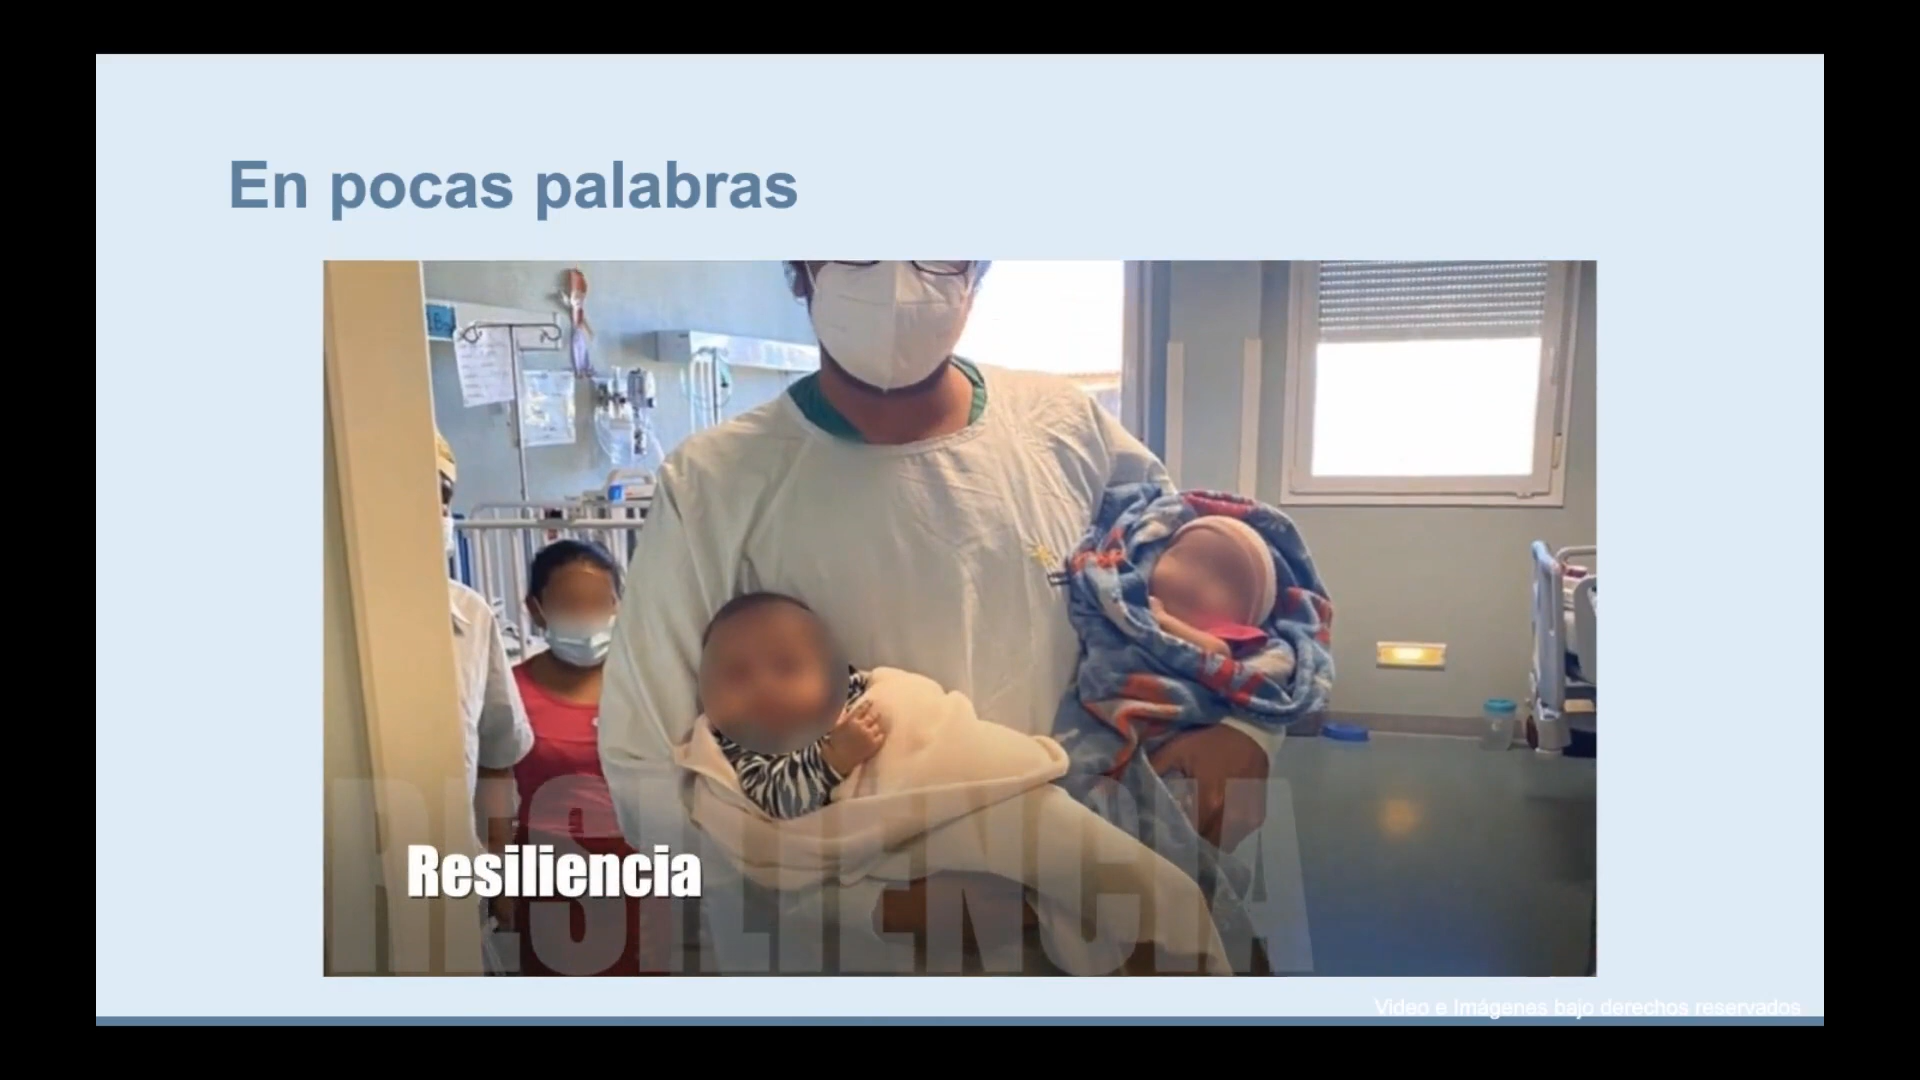 En pocas palabras
RESILIENCIA
Resiliencia
Video e Imágenes bajo derechos reservados